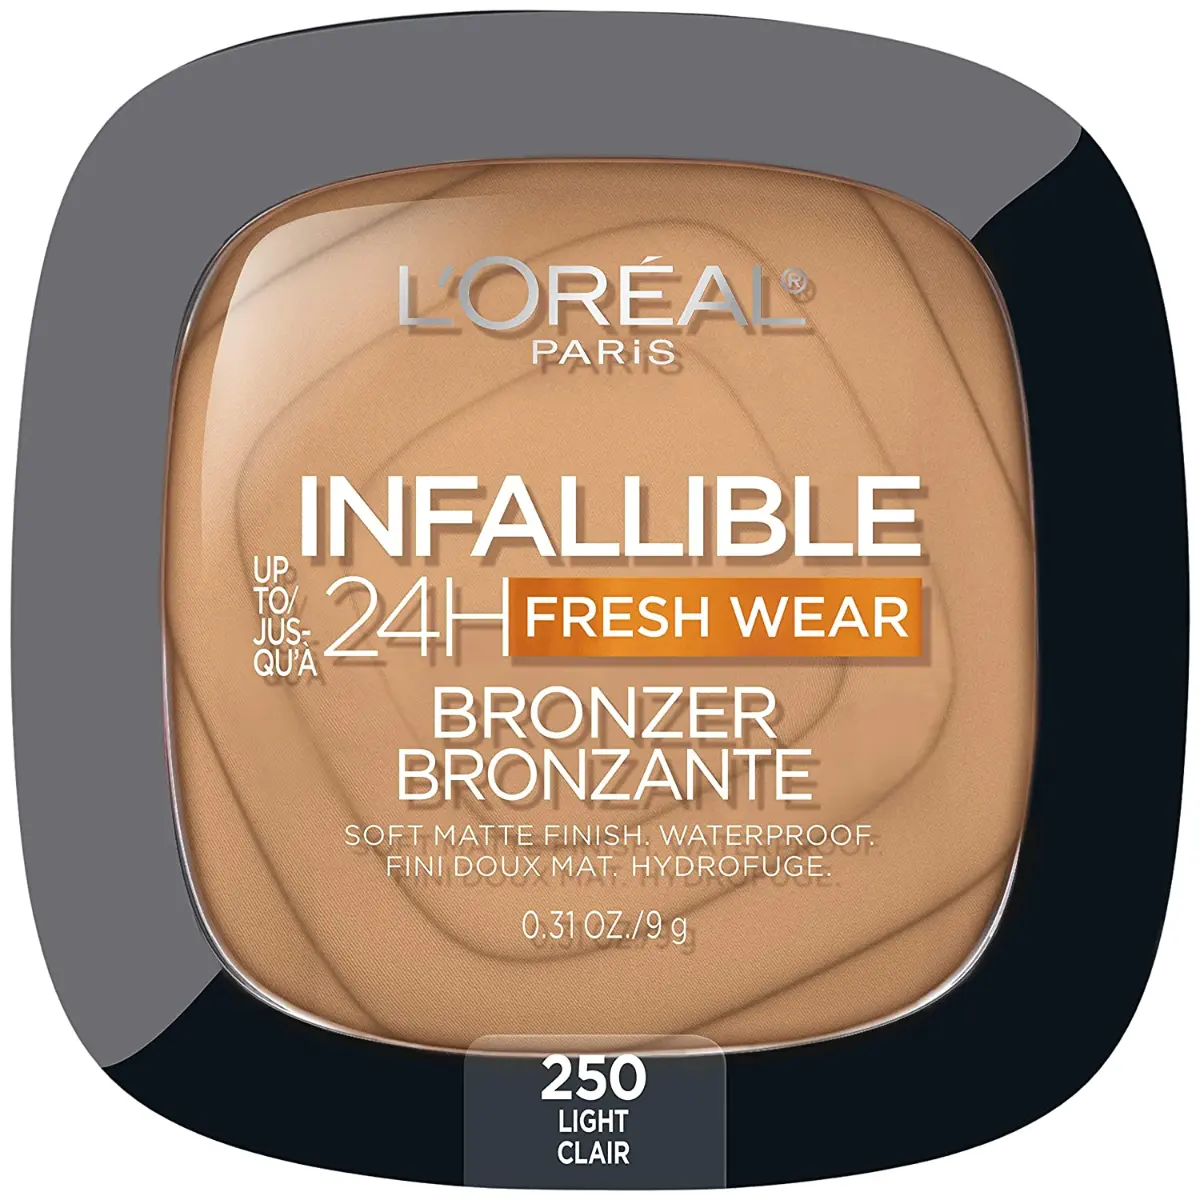 L'ORÉAL®
PARIS
INFALLIBLE
UP
TO/
JUS-
QU'À
24H FRESH WEAR
BRONZER
BRONZANTE
SOFT MATTE FINISH. WATERPROOF.
FINI DOUX MAT. HYDROFUGE.
0.31 OZ./9 g
250
LIGHT
CLAIR